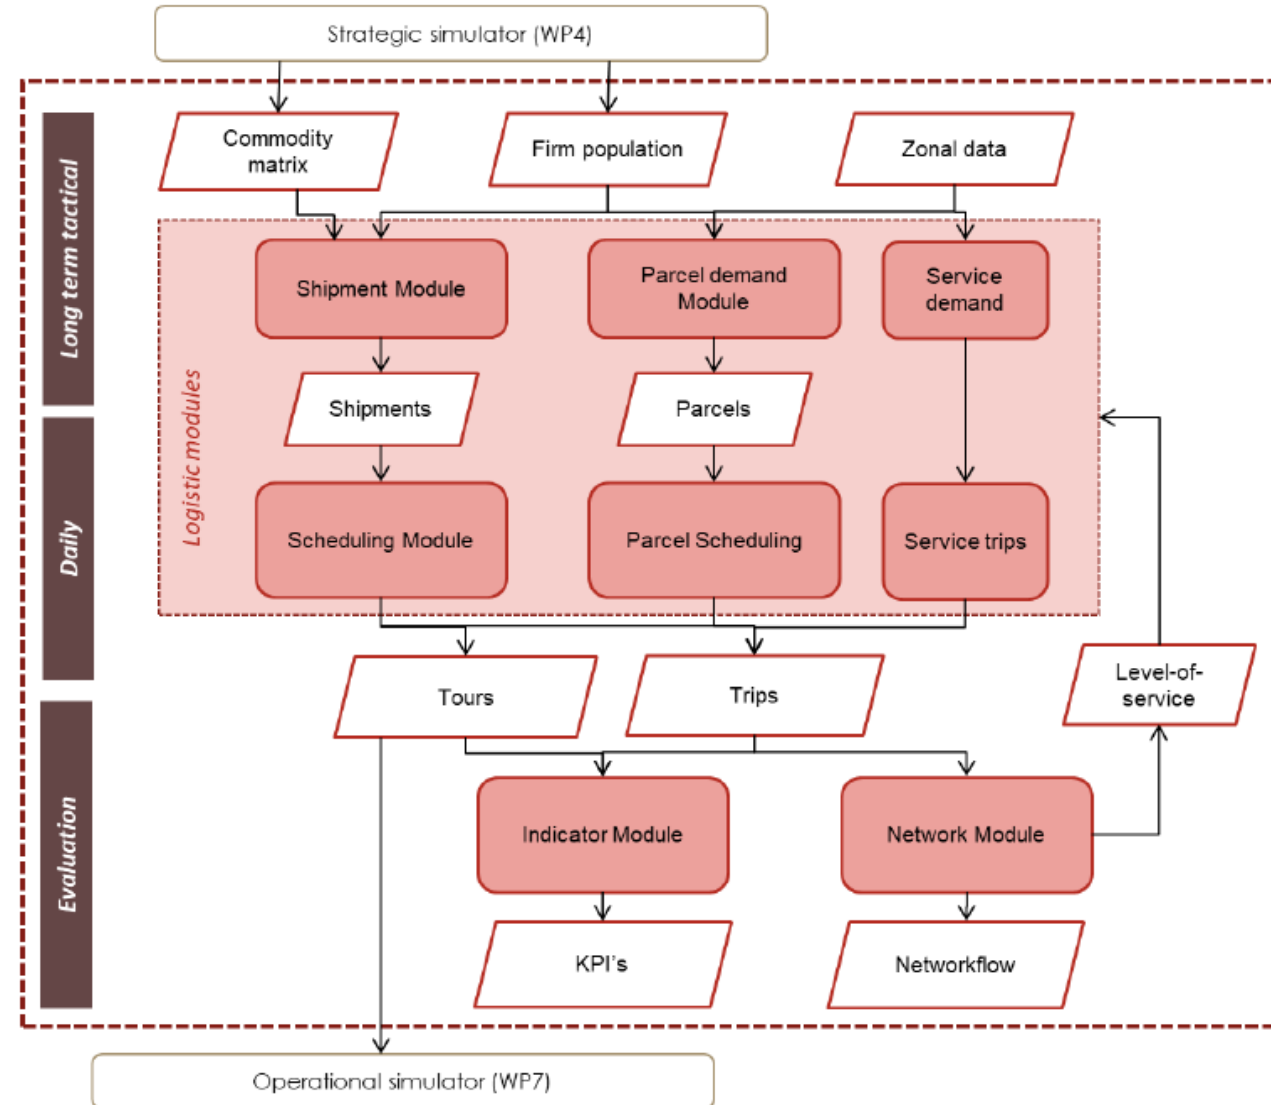 Strategic simulator (WP4)
Long term tactical
Commodity
matrix
Firm population
Zonal data
Logistic modules
Shipment Module
Parcel demand
Module
Service
demand
Shipments
Parcels
Daily
Scheduling Module
Parcel Scheduling
Service trips
Tours
Trips
Level-of-
service
Evaluation
Indicator Module
Network Module
KPI's
Networkflow
Operational simulator (WP7)